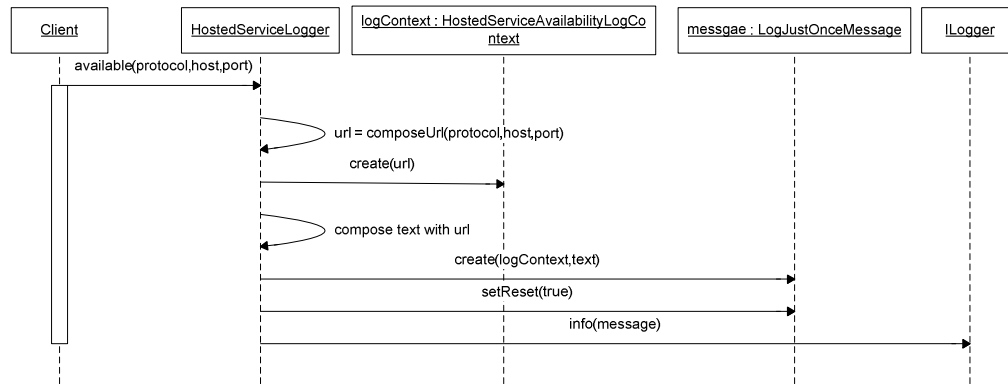 Client
HostedServiceLogger
logContext : HostedServiceAvailabilityLogCo
ntext
messgae : LogJustOnceMessage
ILogger
available(protocol,host,port)
url = composeUrl(protocol,host,port)
create(url)
compose text with url
create(logContext,text)
setReset(true)
info(message)